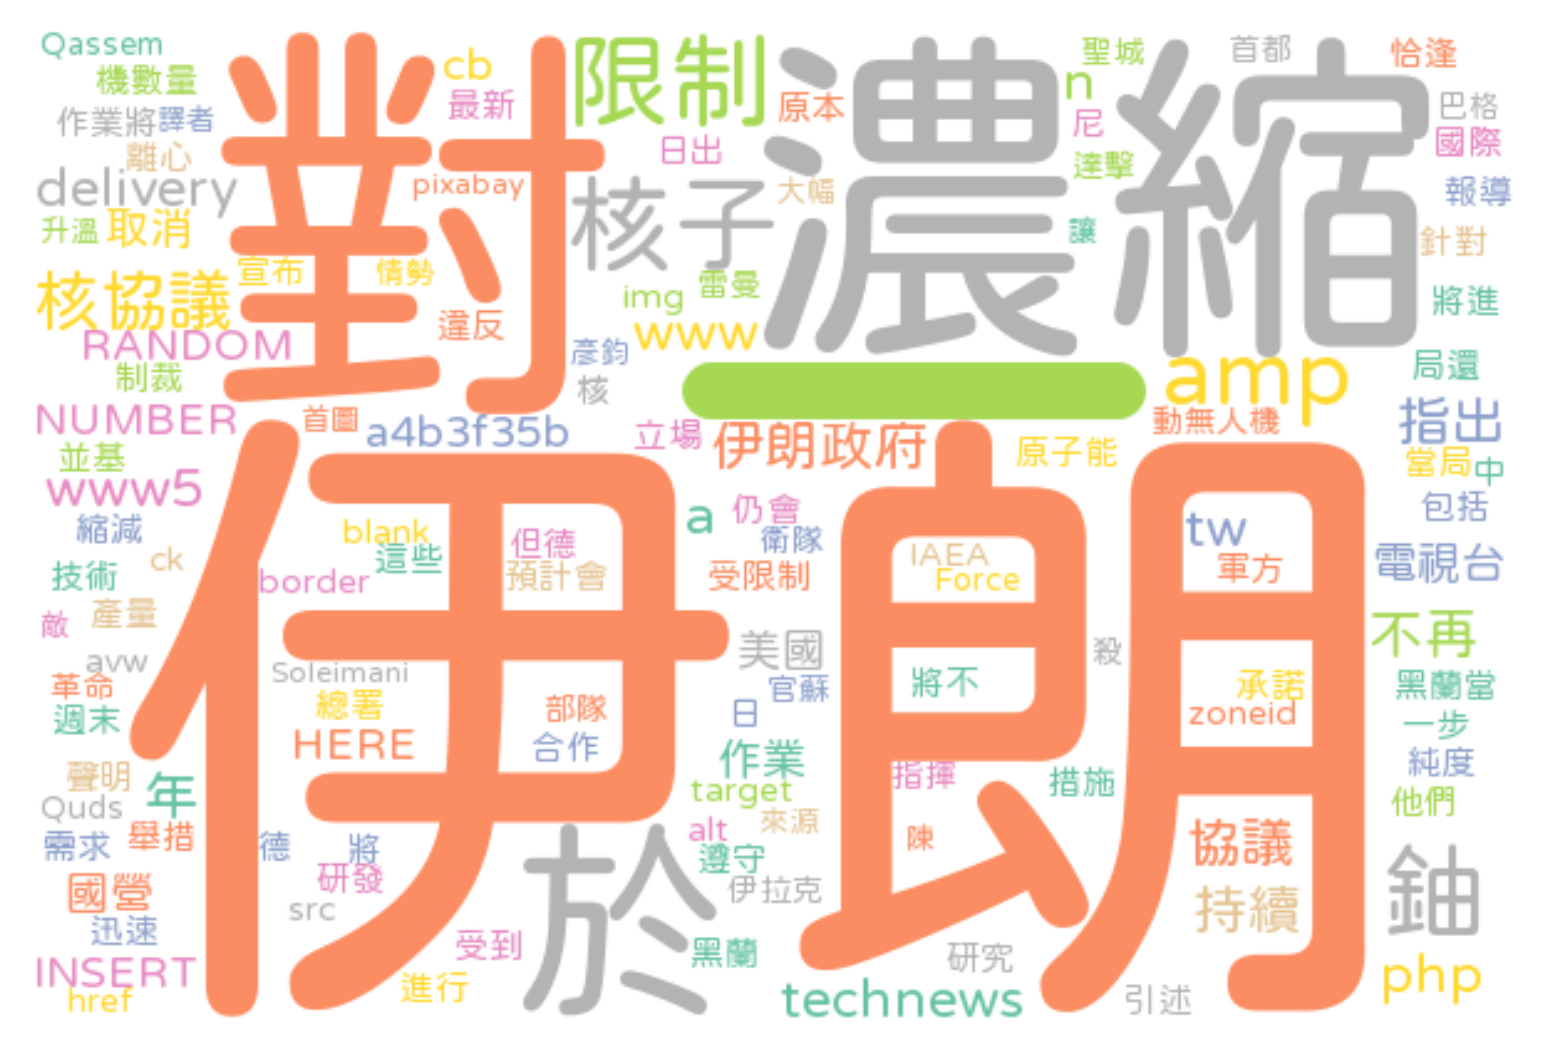 Qassem
機數量
作業將
譯者
離心
delivery
升溫
取消
核協議
RANDOM
制裁
NUMBER
並基
www5
縮減
ck
技術
產量
敵
avw
革命
週末
聲明
年
Quds
需求
舉措
國營
迅速
INSERT
href
對
cb
最新
pixabay
宣布
情勢
違反
首圖
a4b3f35b
限制
日出
核子
img
雷曼
www
彥鈞
核
原本
大幅
濃縮
一
n
聖城
尼
達擊
讓
首都
恰逢
巴格
國際
報導
針對
將進
局還
amp
動無人機
指出
當局
中
包括
電視台
不再
黑蘭當
一步
純度
他們
鈾
php
伊朗
立場
伊朗政府
原子能
a
仍會
衛隊
受限制
blank
這些
但德
預計會
border
Soleimani
總署
HERE
部隊
合作
美國
官蘇
日
作業
target
alt
來源
遵守
伊拉克
德
將
研發
src
受到
進行
於
黑蘭
technews
IAEA
Force
將不
指揮
陳
殺
措施
研究
引述
tw
軍方
承諾
zoneid
協議
持續